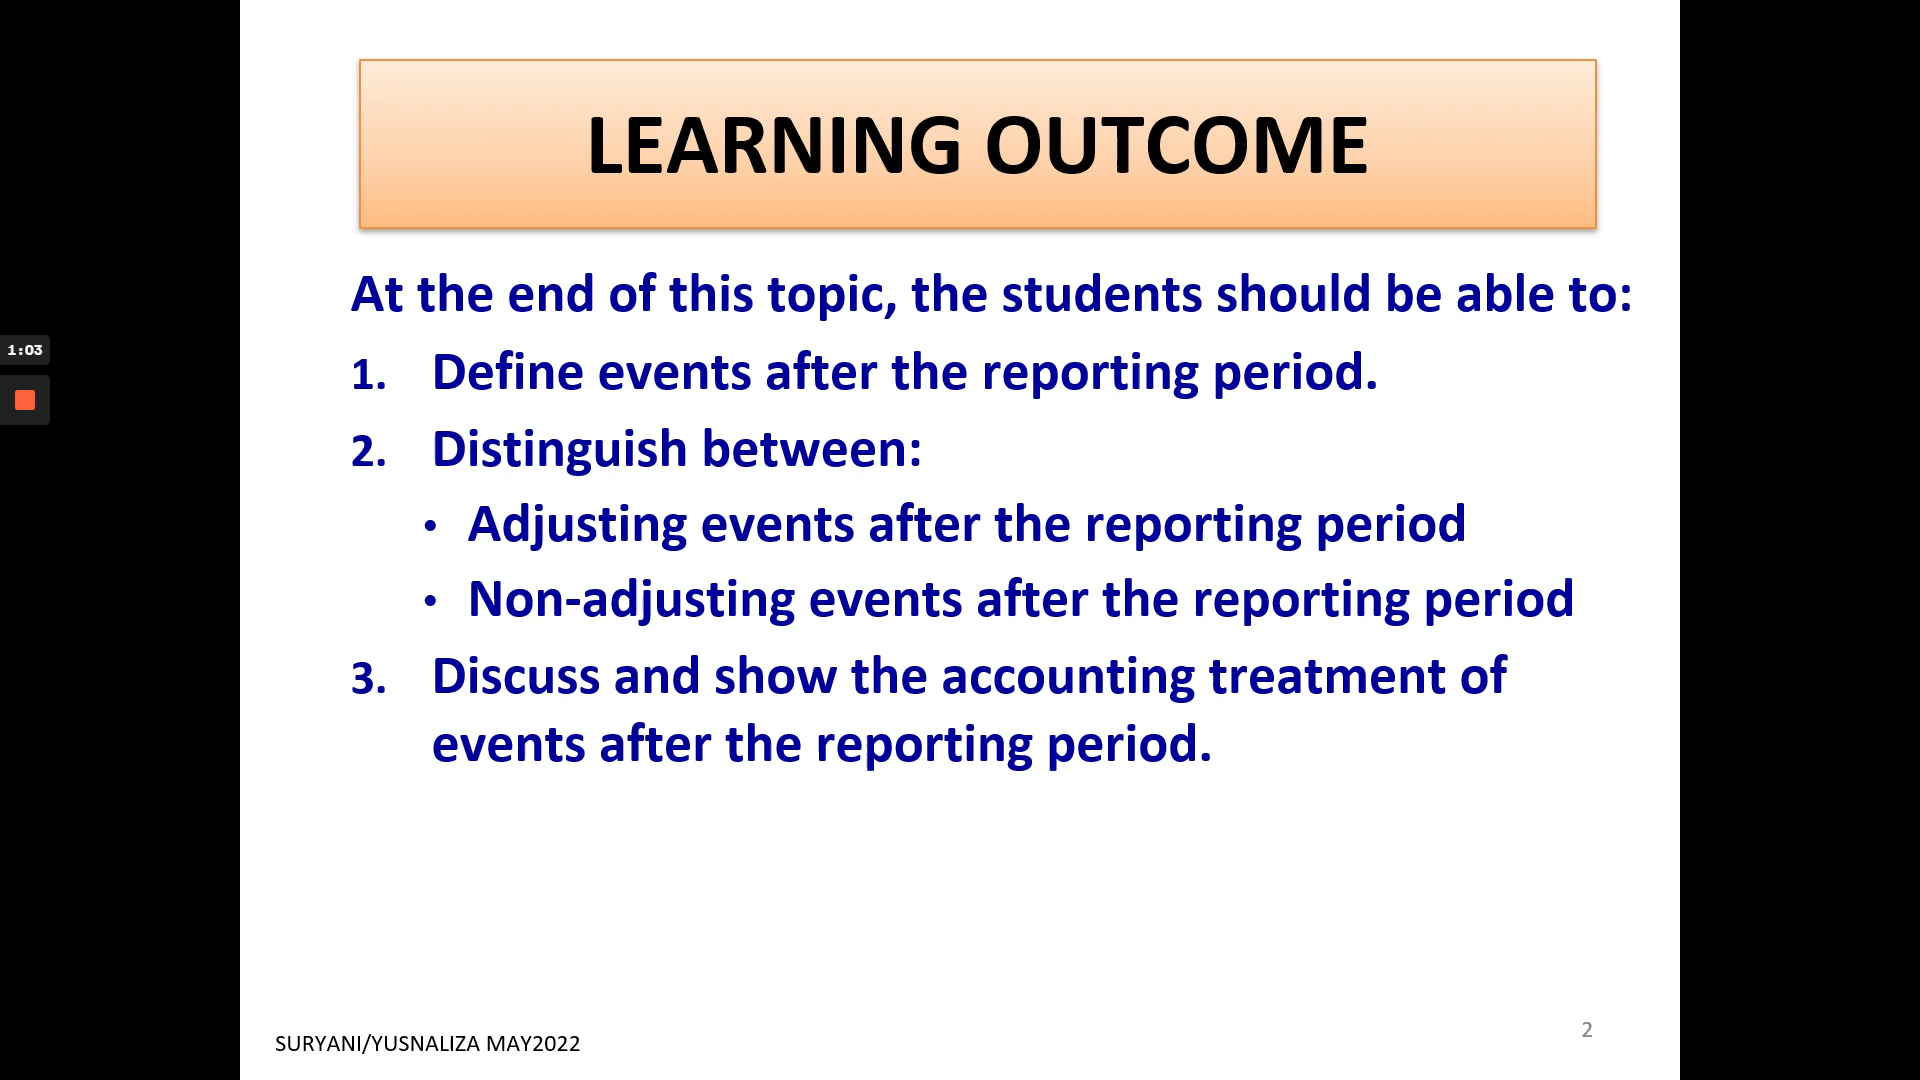 LEARNING OUTCOME
At the end of this topic, the students should be able to:
1. Define events after the reporting period.
2. Distinguish between:
• Adjusting events after the reporting period
• Non-adjusting events after the reporting period
3. Discuss and show the accounting treatment of
events after the reporting period.
1:03
SURYANI/YUSNALIZA MAY2022
2